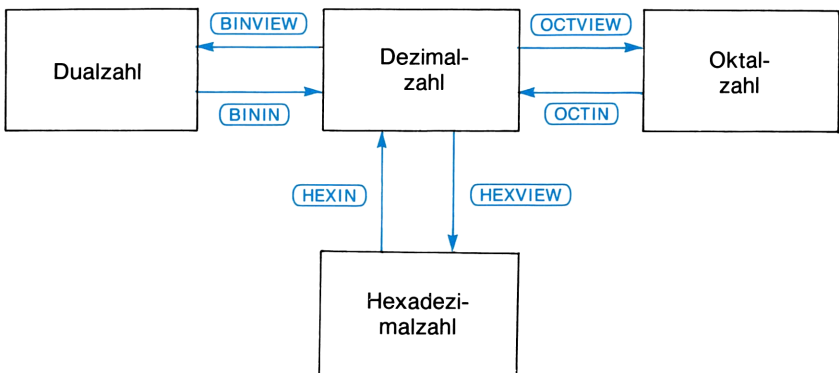 BINVIEW
OCTVIEW
Dualzahl
Dezimal-
zahl
Oktal-
zahl
BININ
OCTIN
HEXIN
HEXVIEW
Hexadezi-
malzahl